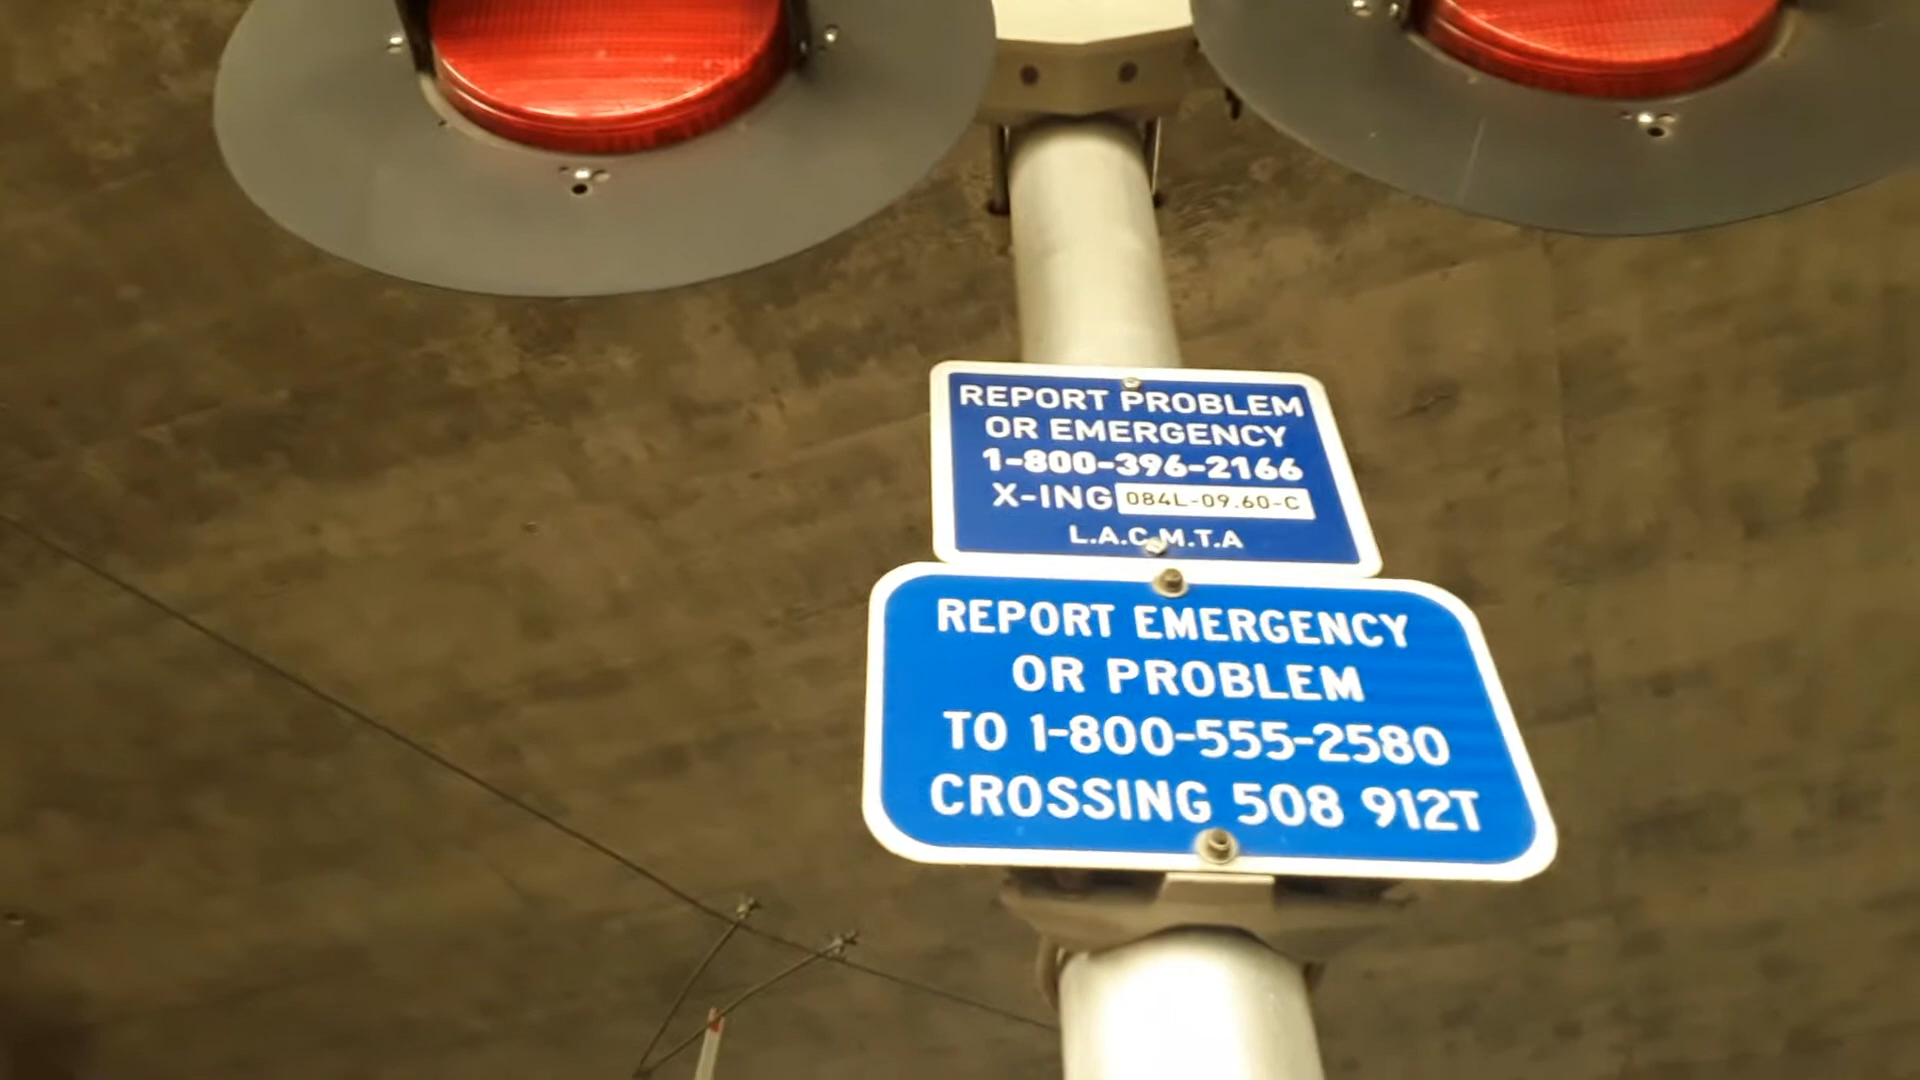 REPORT PROBLEM
OR EMERGENCY
1-800-396-2166
X-ING 084L-09.60-C
L.A.C.M.T.A
REPORT EMERGENCY
OR PROBLEM
TO 1-800-555-2580
CROSSING 508 912T